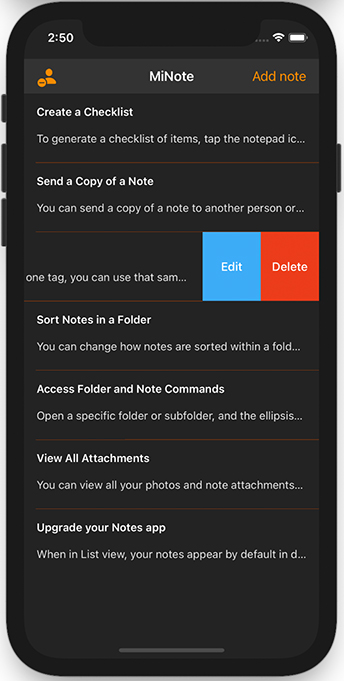 2:50
MiNote
Add note
Create a Checklist
To generate a checklist of items, tap the notepad ic...
Send a Copy of a Note
You can send a copy of a note to another person or...
one tag, you can use that sam...
Edit
Delete
Sort Notes in a Folder
You can change how notes are sorted within a fold...
Access Folder and Note Commands
Open a specific folder or subfolder, and the ellipsis...
View All Attachments
You can view all your photos and note attachments...
Upgrade your Notes app
When in List view, your notes appear by default in d...